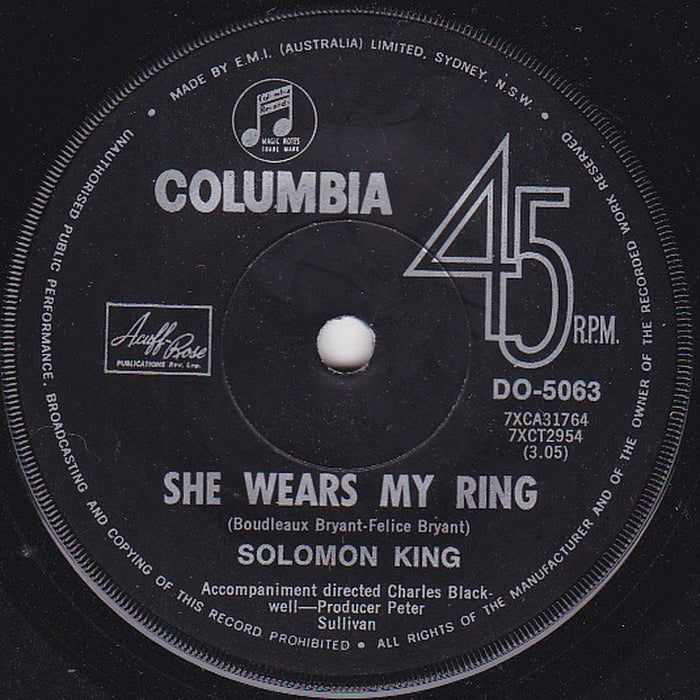 MADE BY E.M.I. (AUSTRALIA) LIMITED, SYDNEY, N.S.W. •
UNAUTHORISED PUBLIC PERFORMANCE, BROADCASTING AND COPYING OF THIS RECORD PROHIBITED • ALL RIGHTS OF THE MANUFACTURER AND OF THE OWNER OF THE RECORDED WORK RESERVED •
Columbia
Records
MAGIC NOTES
TRADE MARK
COLUMBIA
45
R.P.M.
Acuff-Rose
PUBLICATIONS Pty. Ltd.
DO-5063
7XCA31764
7XCT2954
(3.05)
SHE WEARS MY RING
(Boudleaux Bryant-Felice Bryant)
SOLOMON KING
Accompaniment directed Charles Black-
well—Producer Peter
Sullivan